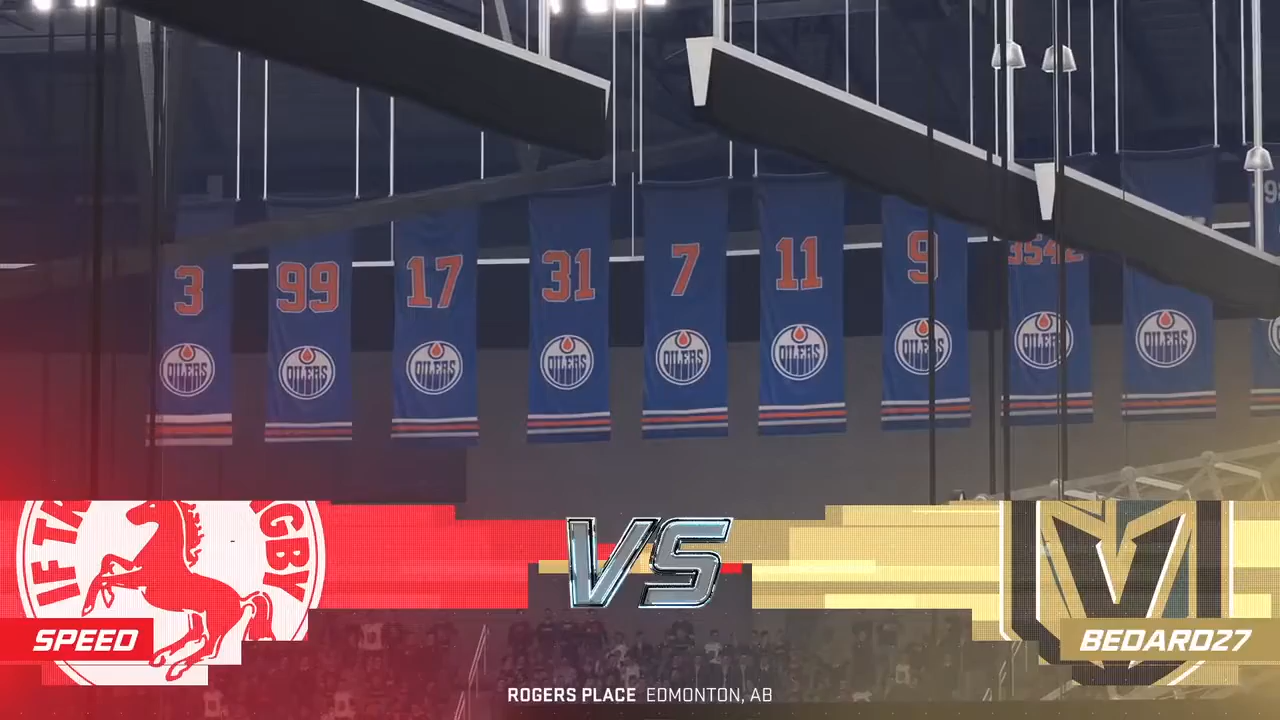 3 99 17 31 7 11 9
OILERS OILERS OILERS OILERS OILERS OILERS OILERS OILERS OILERS
VS
SPEED
BEDARD27
ROGERS PLACE EDMONTON, AB